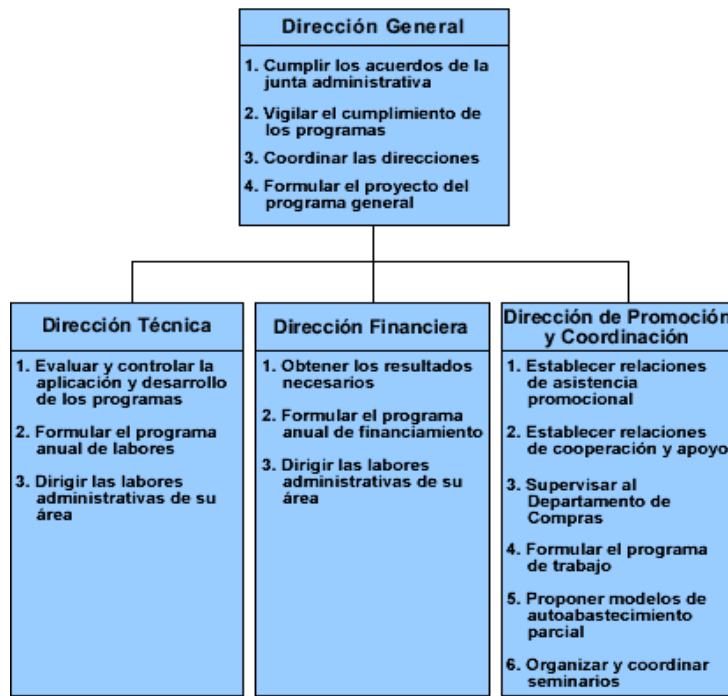 Dirección General
1. Cumplir los acuerdos de la
junta administrativa
2. Vigilar el cumplimiento de
los programas
3. Coordinar las direcciones
4. Formular el proyecto del
programa general
Dirección Técnica
1. Evaluar y controlar la
aplicación y desarrollo
de los programas
2. Formular el programa
anual de labores
3. Dirigir las labores
administrativas de su
área
Dirección Financiera
1. Obtener los resultados
necesarios
2. Formular el programa
anual de financiamiento
3. Dirigir las labores
administrativas de su
área
Dirección de Promoción
y Coordinación
1. Establecer relaciones
de asistencia
promocional
2. Establecer relaciones
de cooperación y apoyo
3. Supervisar al
Departamento de
Compras
4. Formular el programa
de trabajo
5. Proponer modelos de
autoabastecimiento
parcial
6. Organizar y coordinar
seminarios